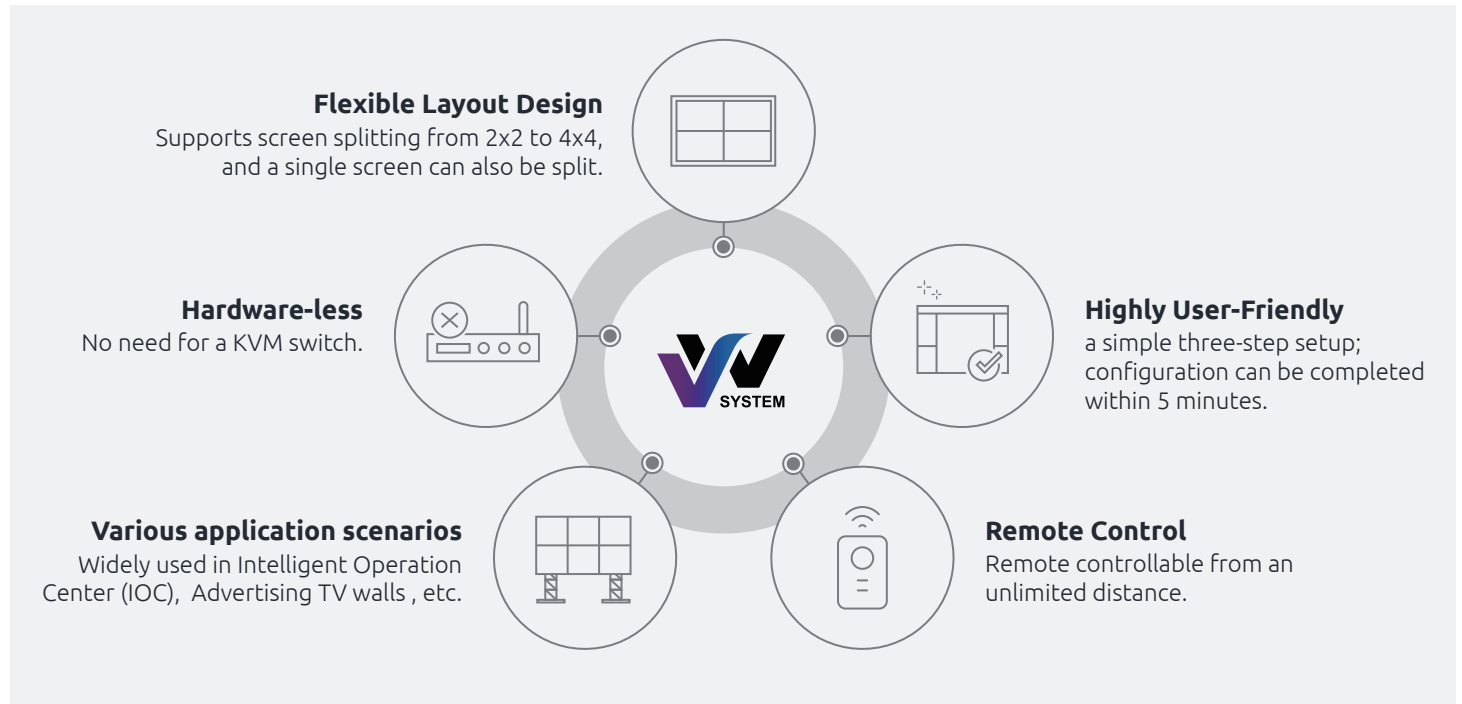 Flexible Layout Design
Supports screen splitting from 2x2 to 4x4,
and a single screen can also be split.
Hardware-less
No need for a KVM switch.
Highly User-Friendly
a simple three-step setup;
configuration can be completed
within 5 minutes.
VW
SYSTEM
Various application scenarios
Widely used in Intelligent Operation
Center (IOC),  Advertising TV walls , etc.
Remote Control
Remote controllable from an
unlimited distance.